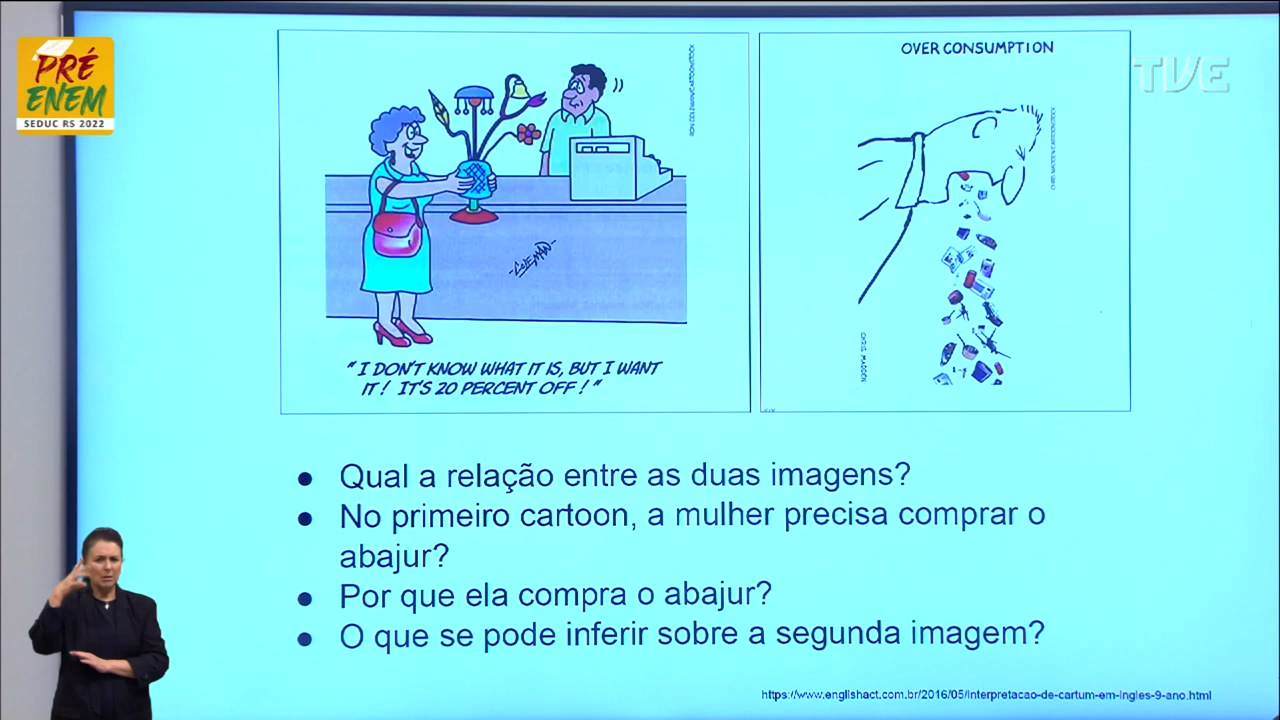 PRÉ
ENEM
SEDUC RS 2022
TVE
OVER CONSUMPTION
-COLEMAN-
CHRIS MADDEN
" I DON'T KNOW WHAT IT IS, BUT I WANT
IT! IT'S 20 PERCENT OFF! "
● Qual a relação entre as duas imagens?
● No primeiro cartoon, a mulher precisa comprar o
abajur?
● Por que ela compra o abajur?
● O que se pode inferir sobre a segunda imagem?
https://www.englishact.com.br/2016/05/interpretacao-de-cartum-em-ingles-9-ano.html